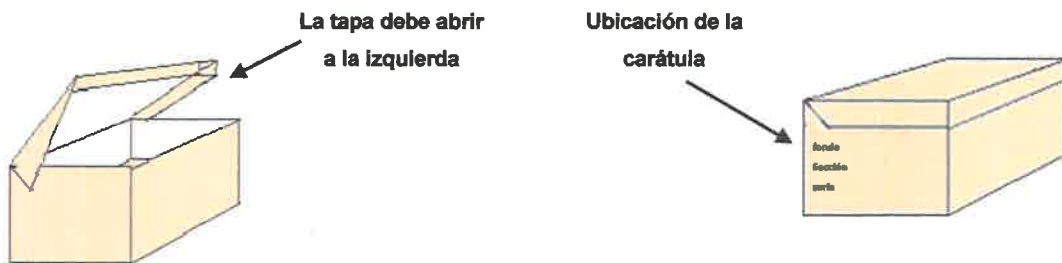 La tapa debe abrir
a la izquierda
Ubicación de la
carátula
fondo
Sección
serie